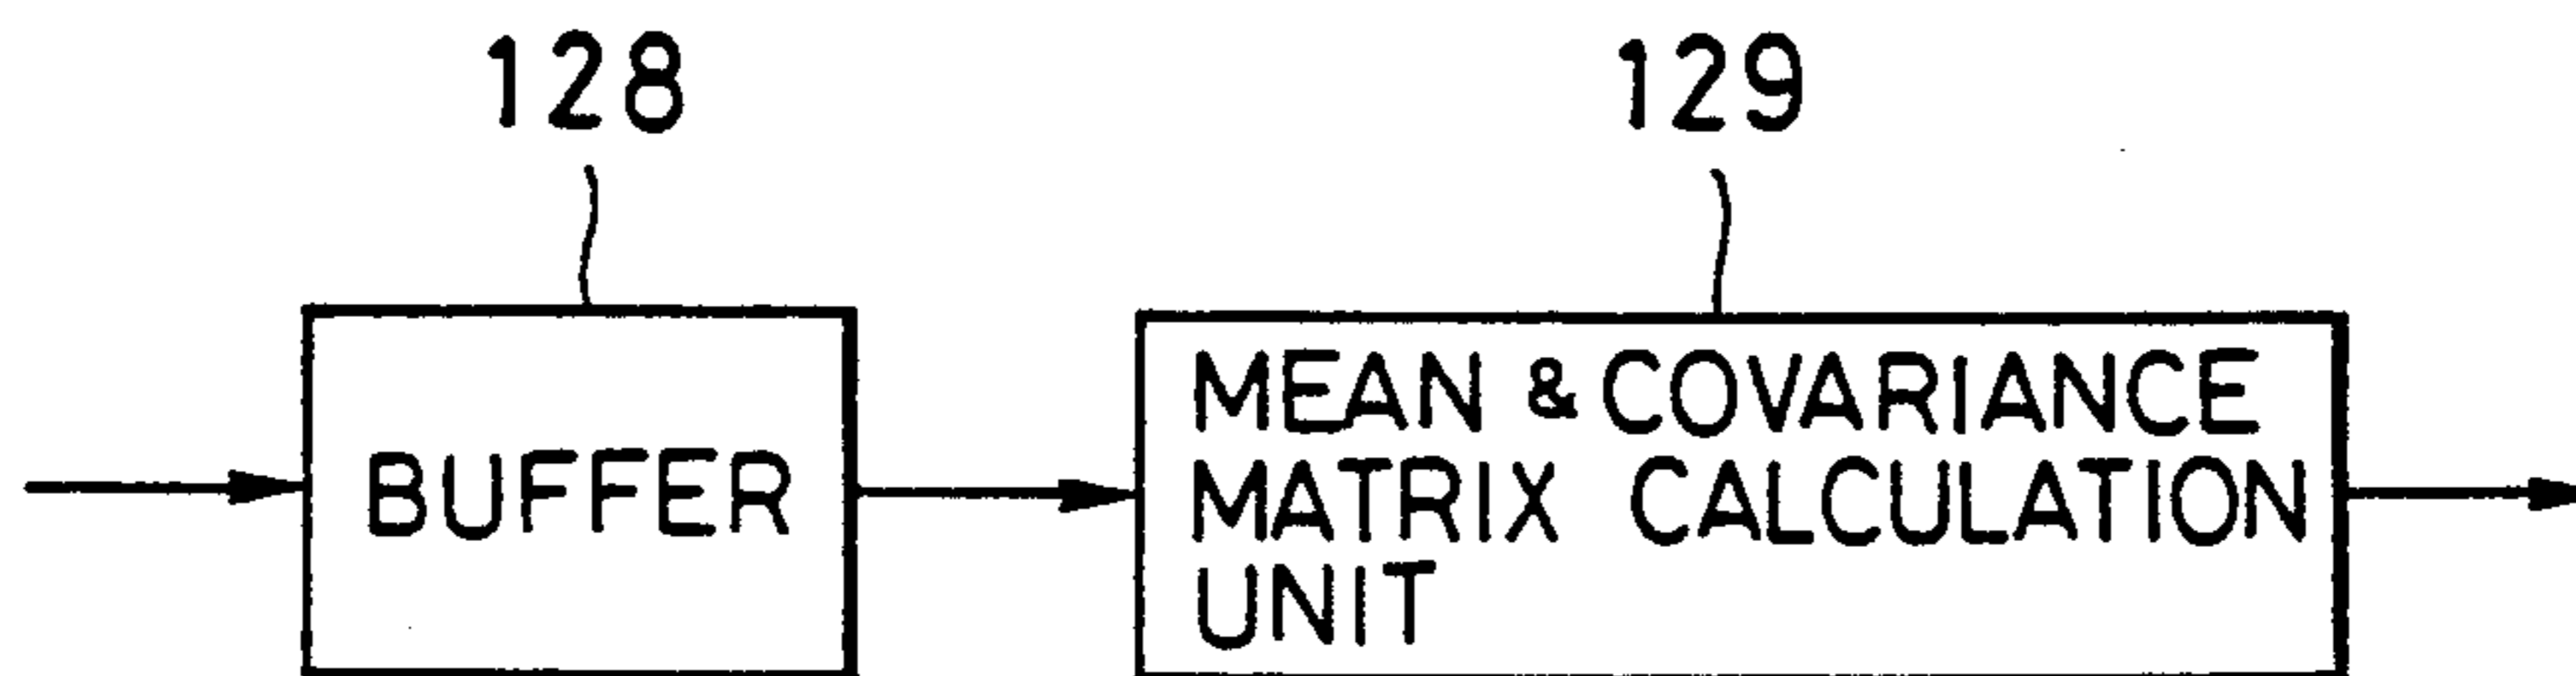 128
129
BUFFER
MEAN & COVARIANCE
MATRIX CALCULATION
UNIT